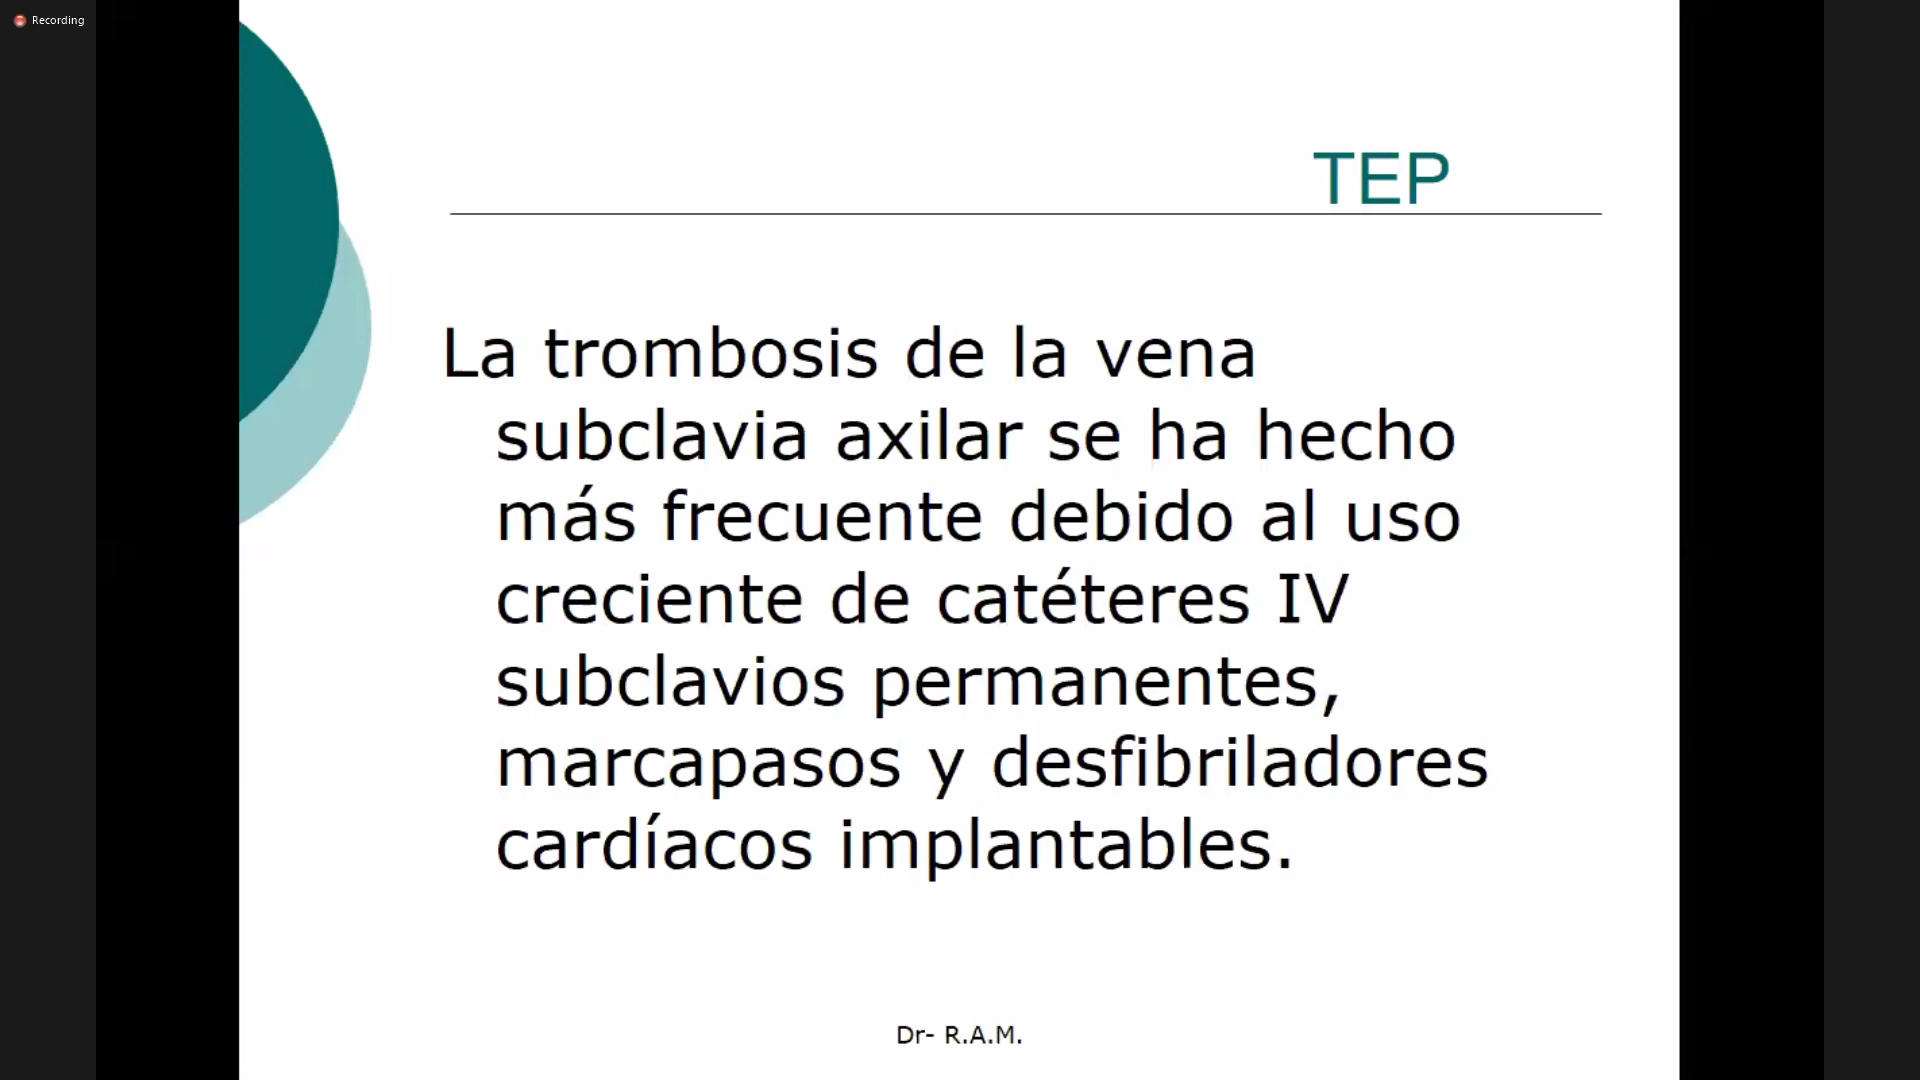 Recording
TEP
La trombosis de la vena
subclavia axilar se ha hecho
más frecuente debido al uso
creciente de catéteres IV
subclavios permanentes,
marcapasos y desfibriladores
cardíacos implantables.
Dr- R.A.M.